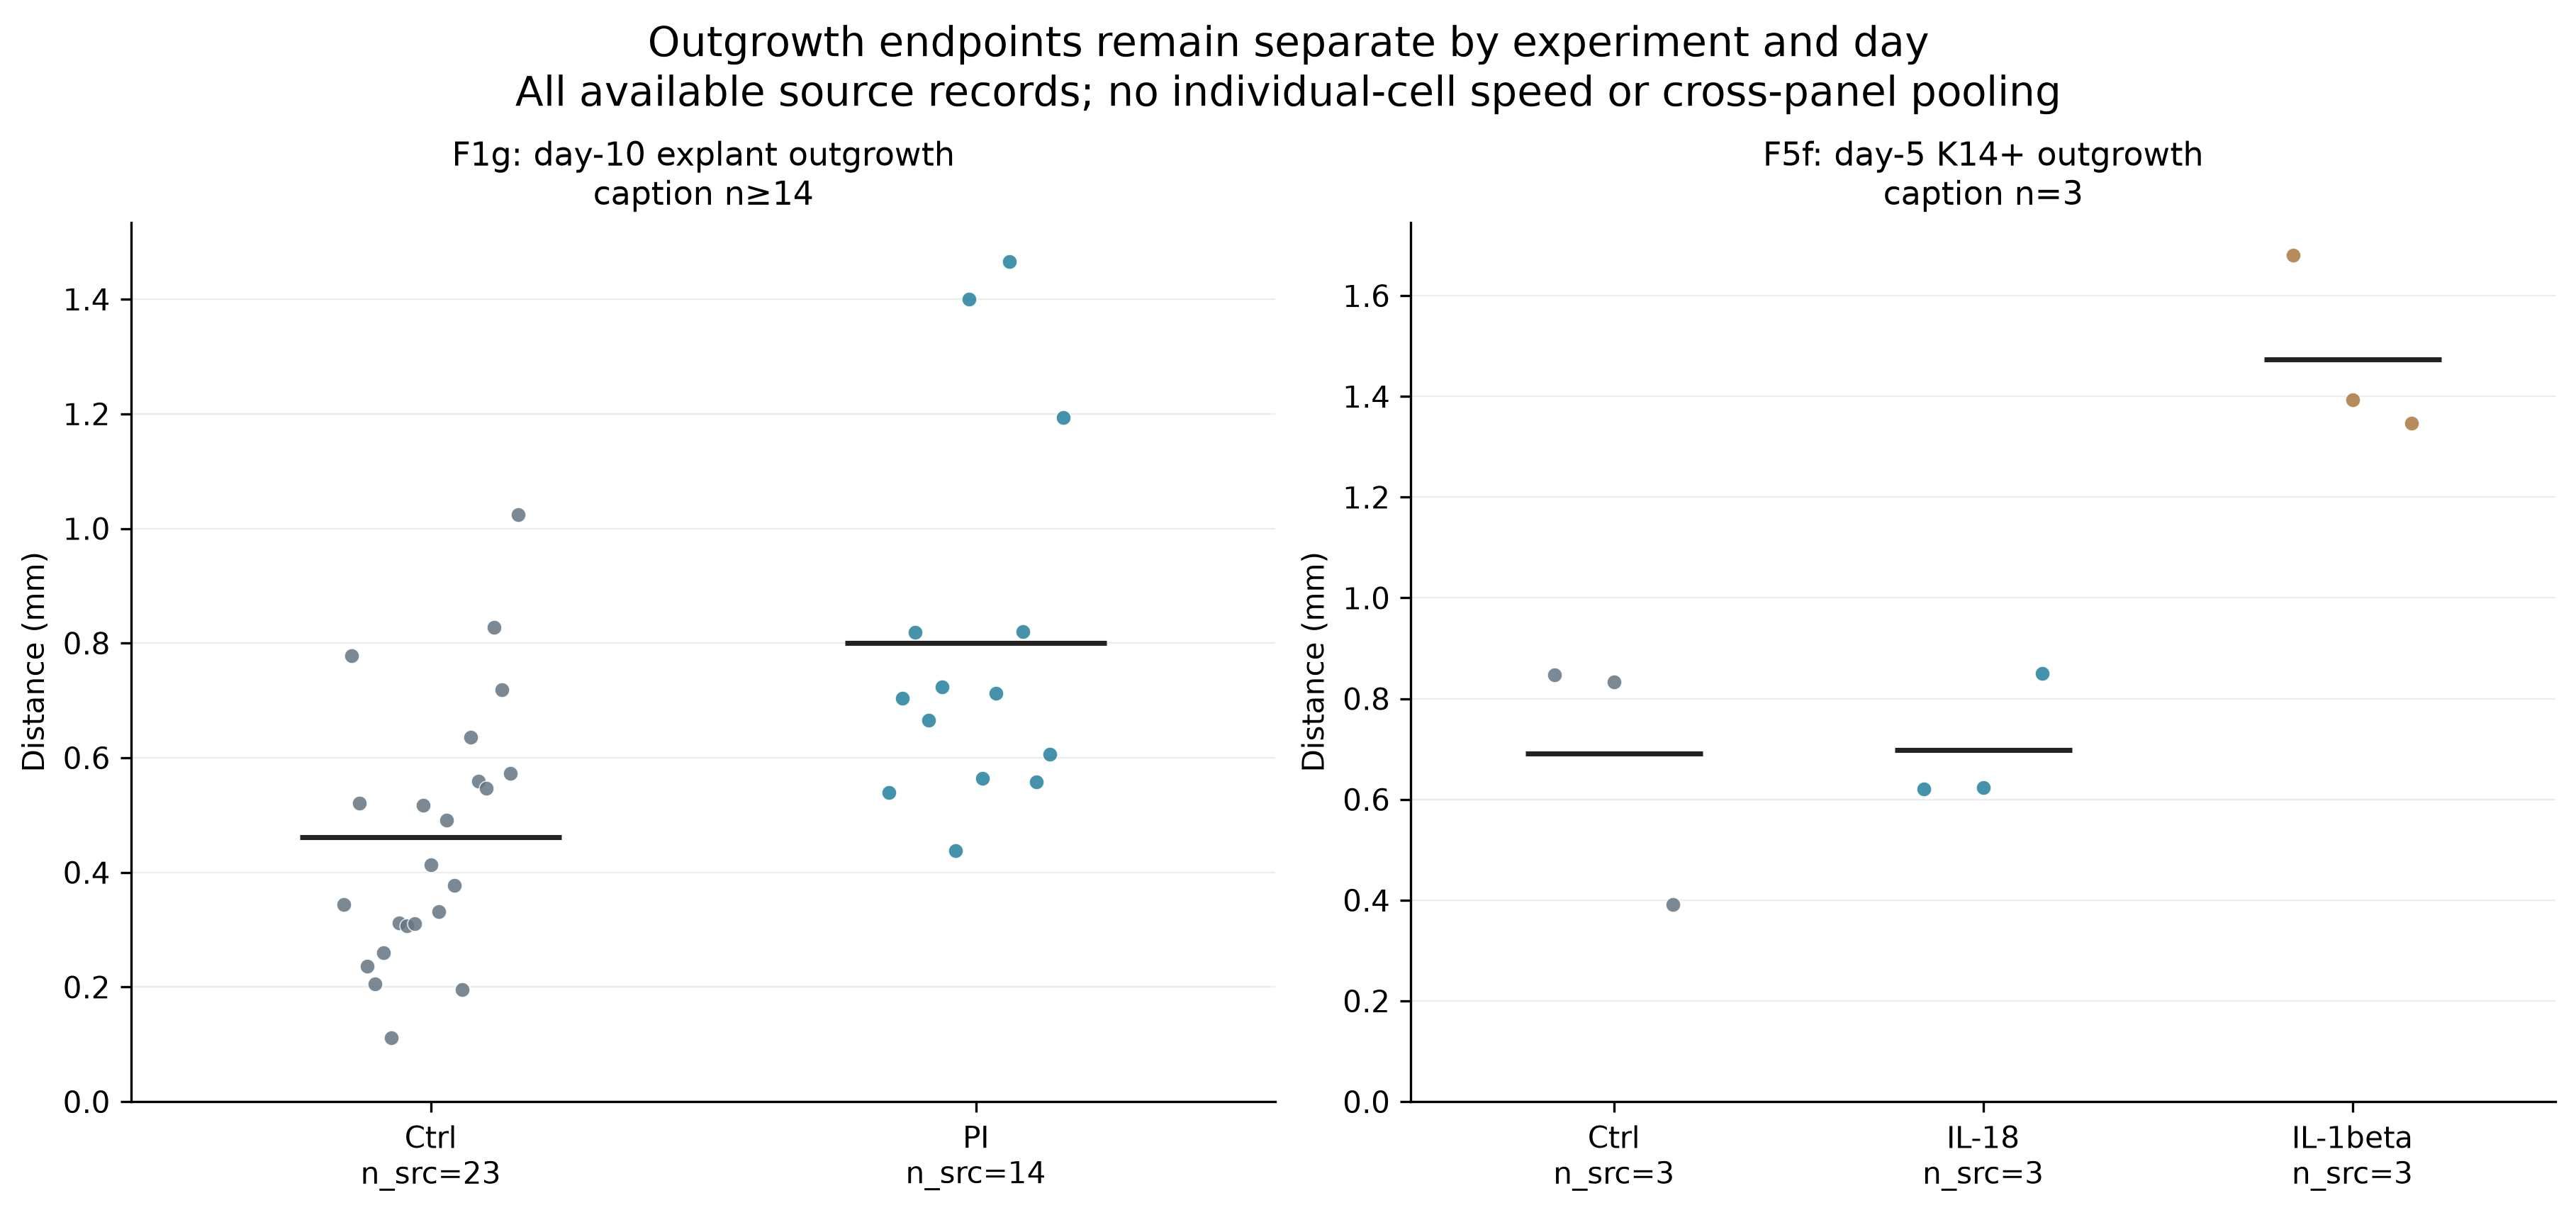 Outgrowth endpoints remain separate by experiment and day
All available source records; no individual-cell speed or cross-panel pooling
F1g: day-10 explant outgrowth
caption n≥14
Distance (mm)
1.4
1.2
1.0
0.8
0.6
0.4
0.2
0.0
Ctrl
n_src=23
PI
n_src=14
F5f: day-5 K14+ outgrowth
caption n=3
Distance (mm)
1.6
1.4
1.2
1.0
0.8
0.6
0.4
0.2
0.0
Ctrl
n_src=3
IL-18
n_src=3
IL-1beta
n_src=3